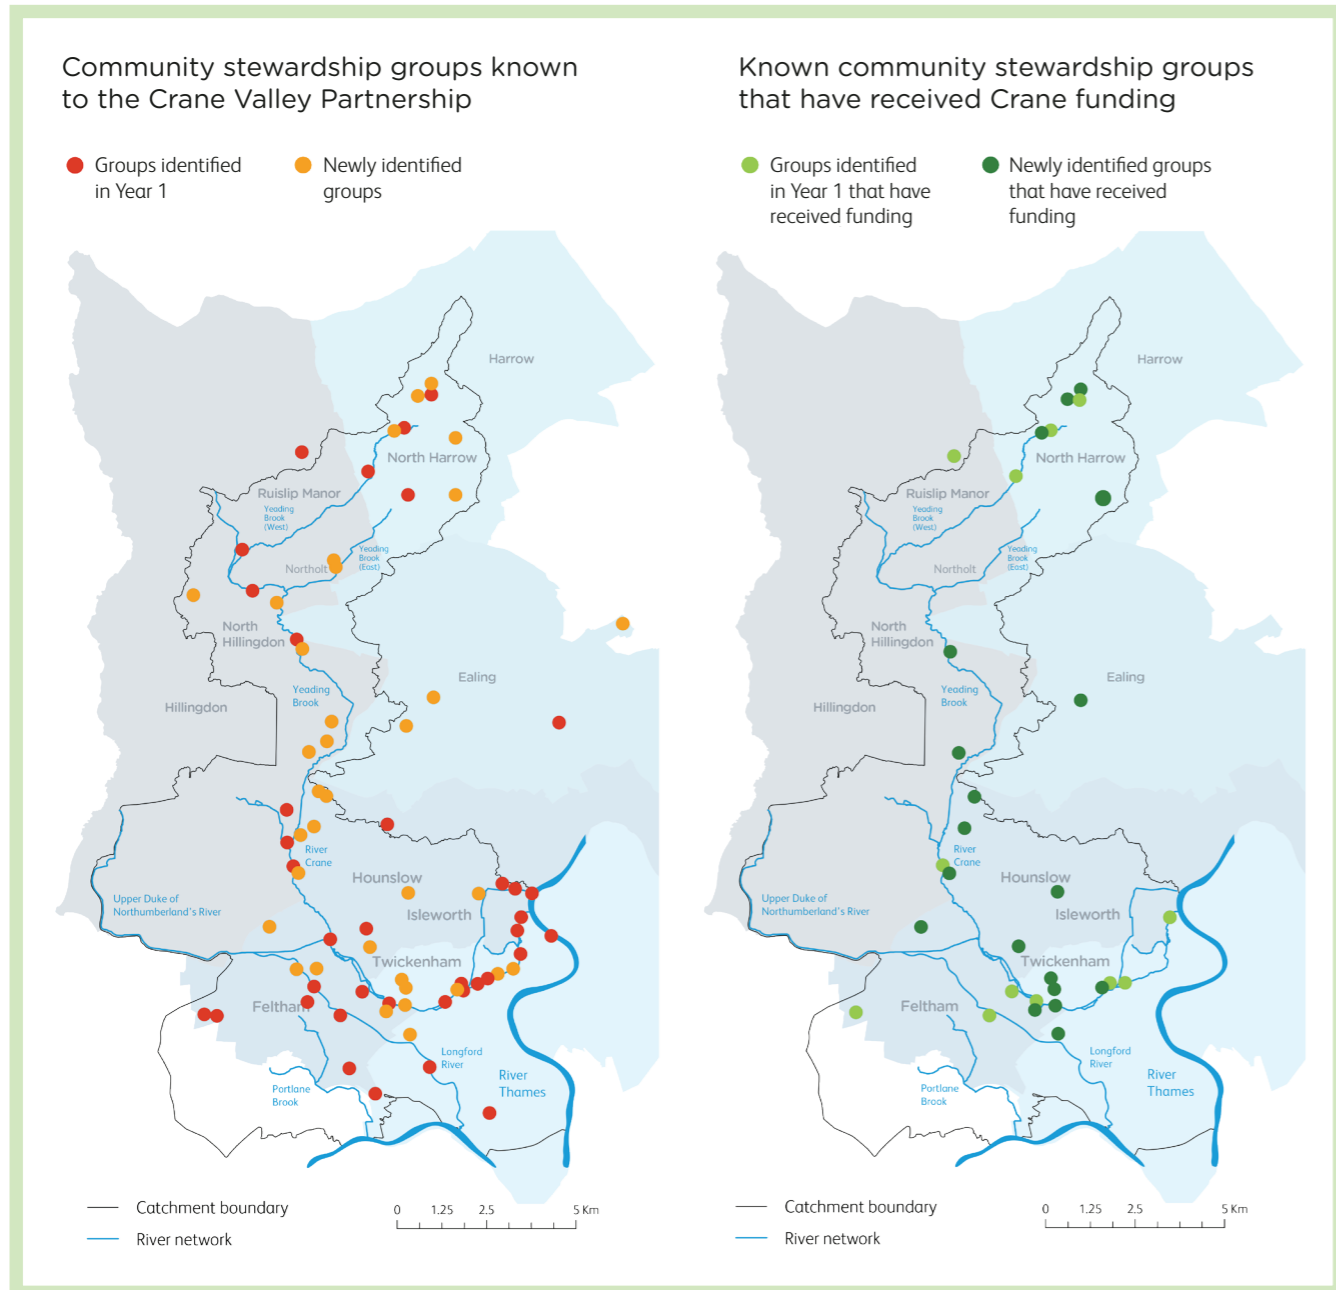 Community stewardship groups known
to the Crane Valley Partnership
Groups identified
in Year 1
Newly identified
groups
Harrow
North Harrow
Ruislip Manor
Yeading
Brook
(West)
Yeading
Brook
(East)
Northolt
North
Hillingdon
Yeading
Brook
Ealing
Hillingdon
River
Crane
Hounslow
Isleworth
Upper Duke of
Northumberland's River
Twickenham
Feltham
Longford
River
River
Thames
Portlane
Brook
Catchment boundary
River network
0 1.25 2.5 5 Km
Known community stewardship groups
that have received Crane funding
Groups identified
in Year 1 that have
received funding
Newly identified groups
that have received
funding
Harrow
North Harrow
Ruislip Manor
Yeading
Brook
(West)
Yeading
Brook
(East)
Northolt
North
Hillingdon
Yeading
Brook
Ealing
Hillingdon
River
Crane
Hounslow
Isleworth
Upper Duke of
Northumberland's River
Twickenham
Feltham
Longford
River
River
Thames
Portlane
Brook
Catchment boundary
River network
0 1.25 2.5 5 Km